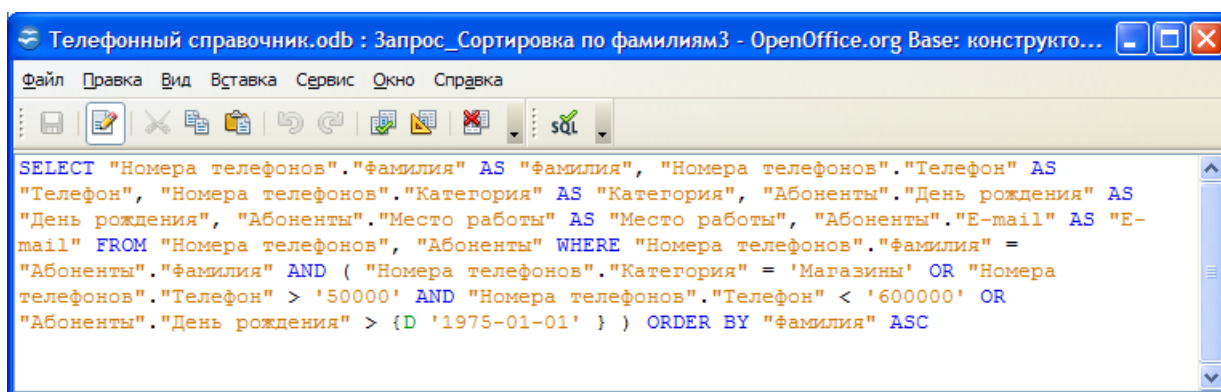 Телефонный справочник.odb : Запрос_Сортировка по фамилиям3 - OpenOffice.org Base: конструкто...
Файл Правка Вид Вставка Сервис Окно Справка
SQL
SELECT "Номера телефонов"."Фамилия" AS "Фамилия", "Номера телефонов"."Телефон" AS
"Телефон", "Номера телефонов"."Категория" AS "Категория", "Абоненты"."День рождения" AS
"День рождения", "Абоненты"."Место работы" AS "Место работы", "Абоненты"."E-mail" AS "E-
mail" FROM "Номера телефонов", "Абоненты" WHERE "Номера телефонов"."Фамилия" =
"Абоненты"."Фамилия" AND ( "Номера телефонов"."Категория" = 'Магазины' OR "Номера
телефонов"."Телефон" > '50000' AND "Номера телефонов"."Телефон" < '600000' OR
"Абоненты"."День рождения" > {D '1975-01-01' } ) ORDER BY "Фамилия" ASC